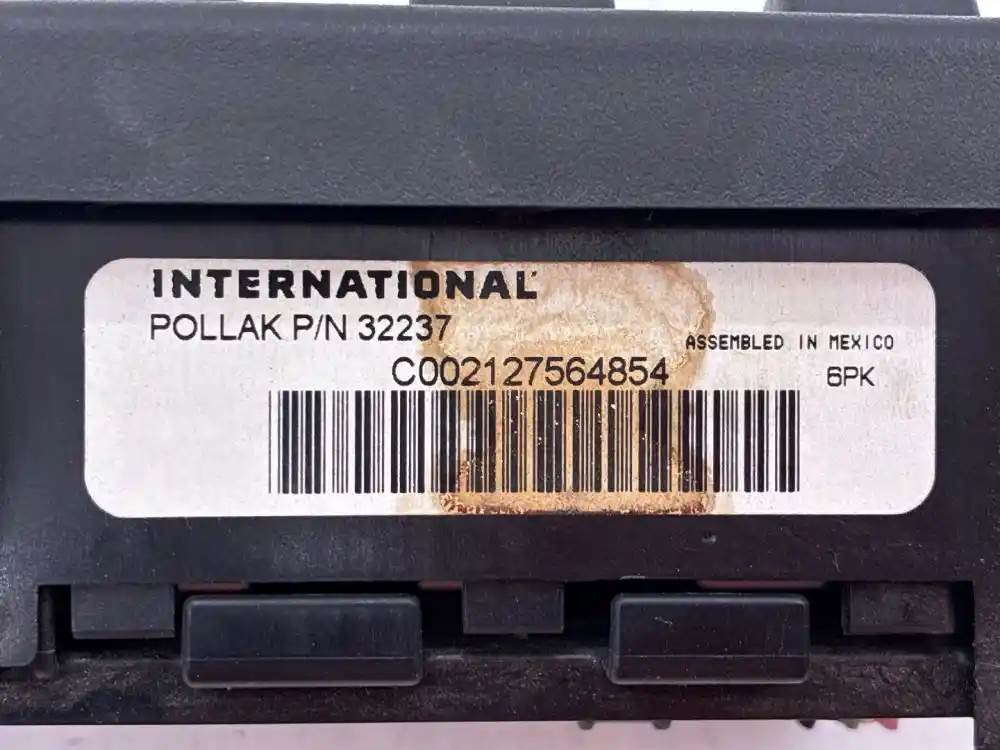 INTERNATIONAL
POLLAK P/N 32237
ASSEMBLED IN MEXICO
C002127564854
6PK